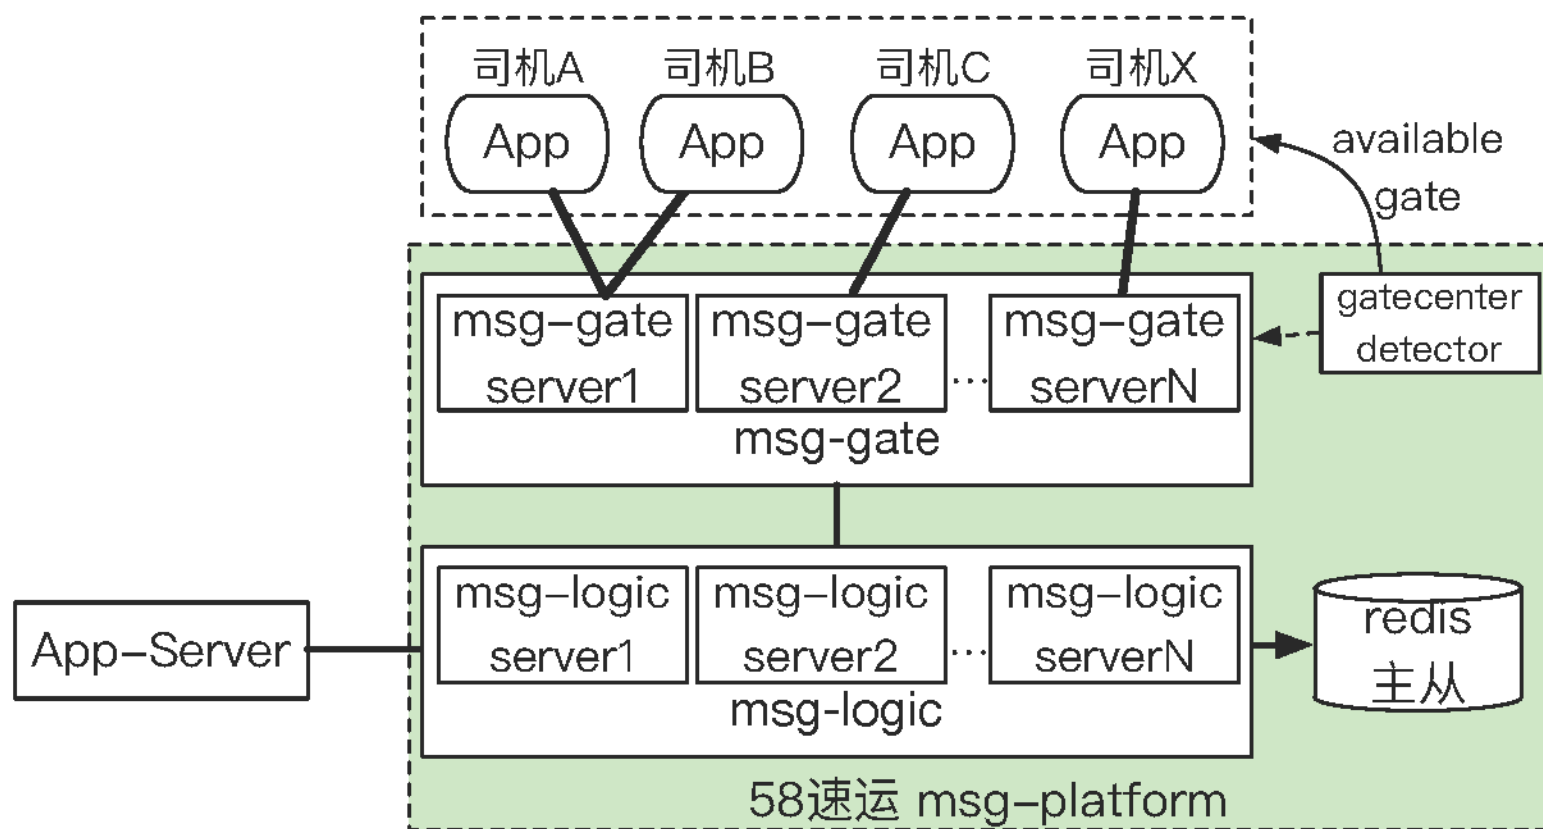 司机A 司机B 司机C 司机X
App App App App
available
gate
gatecenter
detector
msg-gate
server1
msg-gate
server2
...
msg-gate
serverN
msg-gate
App-Server
msg-logic
server1
msg-logic
server2
...
msg-logic
serverN
msg-logic
redis
主从
58速运 msg-platform